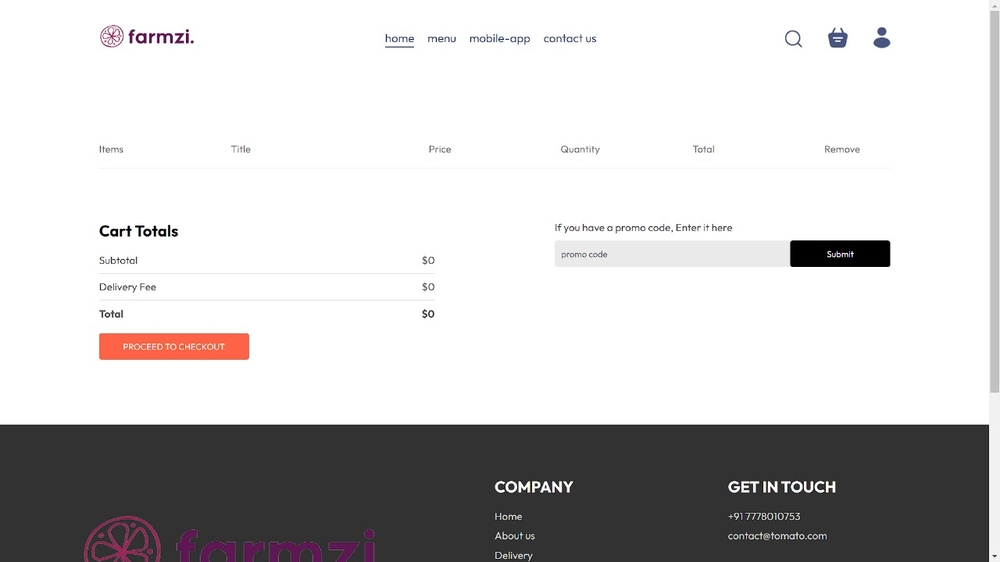 farmzi.
home menu mobile-app contact us
Items Title Price Quantity Total Remove
Cart Totals
Subtotal $0
Delivery Fee $0
Total $0
PROCEED TO CHECKOUT
If you have a promo code, Enter it here
promo code Submit
farmzi
COMPANY
Home
About us
Delivery
GET IN TOUCH
+91 7778010753
contact@tomato.com